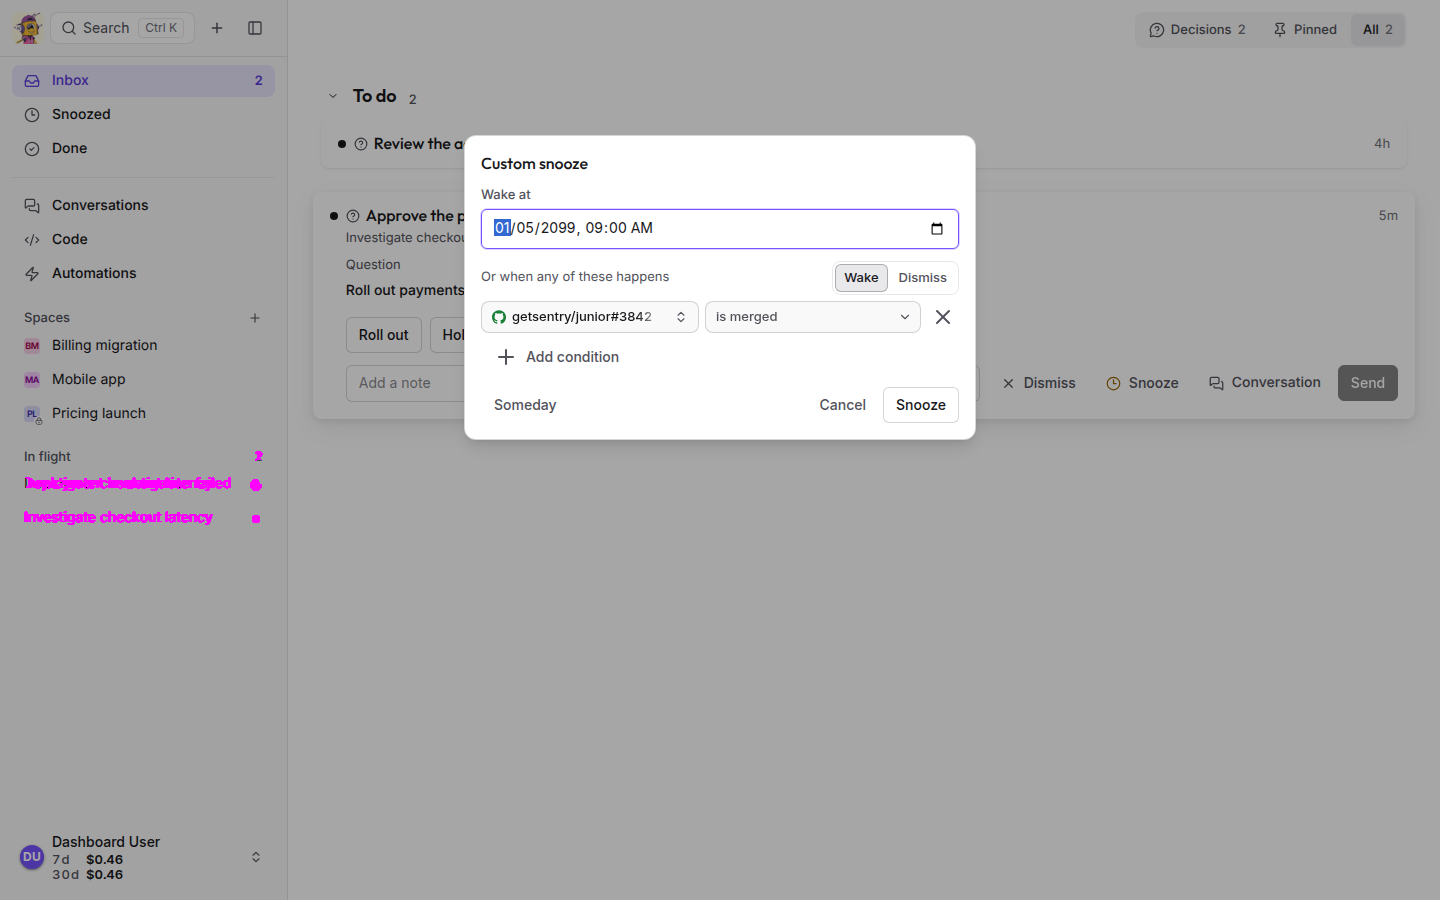 Search Ctrl K
Decisions 2 Pinned All 2
Inbox 2
Snoozed
Done
Conversations
Code
Automations
Spaces
BM Billing migration
MA Mobile app
PL Pricing launch
In flight
Investigate checkout latency
DU Dashboard User
7d $0.46
30d $0.46
To do 2
Review the a
4h
Approve the p
5m
Investigate checkou
Question
Roll out payments
Roll out Hol
Add a note
Dismiss Snooze Conversation Send
Custom snooze
Wake at
01/05/2099, 09:00 AM
Or when any of these happens Wake Dismiss
getsentry/junior#3842 is merged
Add condition
Someday Cancel Snooze